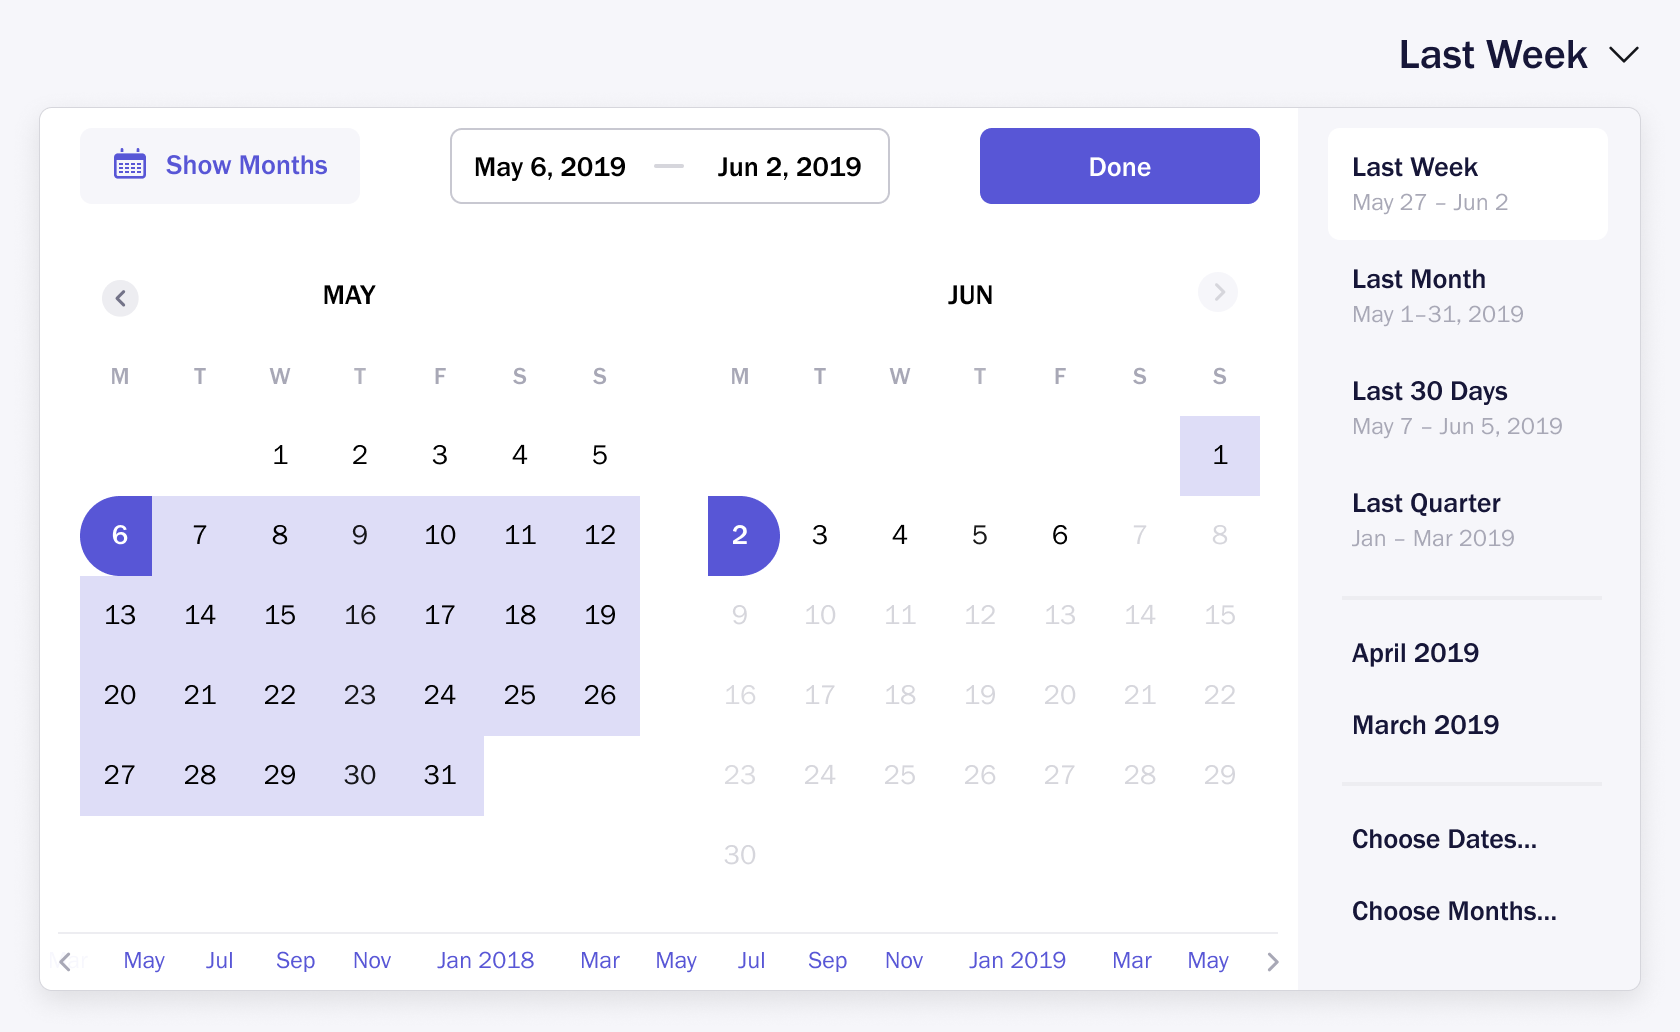 Last Week
Show Months
May 6, 2019 — Jun 2, 2019
Done
MAY
M T W T F S S
1 2 3 4 5
6 7 8 9 10 11 12
13 14 15 16 17 18 19
20 21 22 23 24 25 26
27 28 29 30 31
JUN
M T W T F S S
1
2 3 4 5 6 7 8
9 10 11 12 13 14 15
16 17 18 19 20 21 22
23 24 25 26 27 28 29
30
Mar May Jul Sep Nov Jan 2018 Mar May Jul Sep Nov Jan 2019 Mar May
Last Week
May 27 – Jun 2
Last Month
May 1–31, 2019
Last 30 Days
May 7 – Jun 5, 2019
Last Quarter
Jan – Mar 2019
April 2019
March 2019
Choose Dates...
Choose Months...